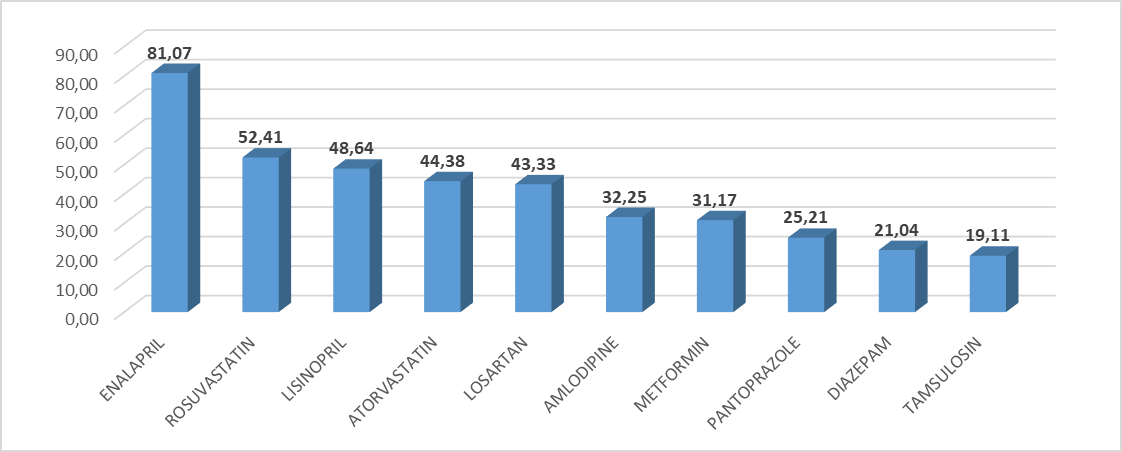 90,00
80,00
70,00
60,00
50,00
40,00
30,00
20,00
10,00
0,00
81,07
52,41
48,64
44,38
43,33
32,25
31,17
25,21
21,04
19,11
ENALAPRIL
ROSUVASTATIN
LISINOPRIL
ATORVASTATIN
LOSARTAN
AMLODIPINE
METFORMIN
PANTOPRAZOLE
DIAZEPAM
TAMSULOSIN